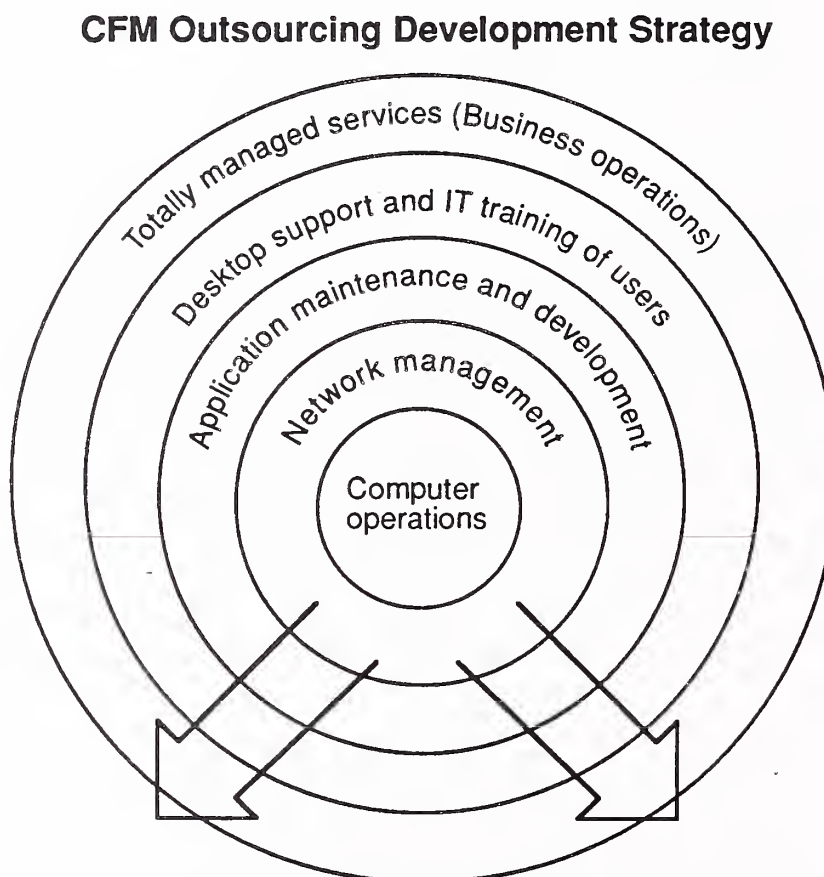 CFM Outsourcing Development Strategy
Totally managed services (Business operations)
Desktop support and IT training of users
Application maintenance and development
Network management
Computer
operations